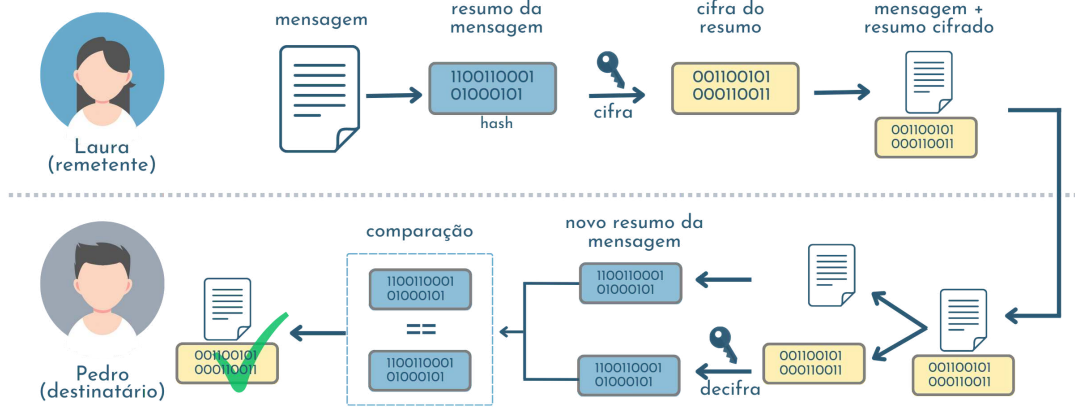 mensagem
resumo da
mensagem
cifra do
resumo
mensagem +
resumo cifrado
1100110001
01000101
hash
cifra
001100101
000110011
001100101
000110011
Laura
(remetente)
comparação
novo resumo da
mensagem
1100110001
01000101
==
1100110001
01000101
1100110001
01000101
1100110001
01000101
decifra
001100101
000110011
001100101
000110011
001100101
000110011
Pedro
(destinatário)